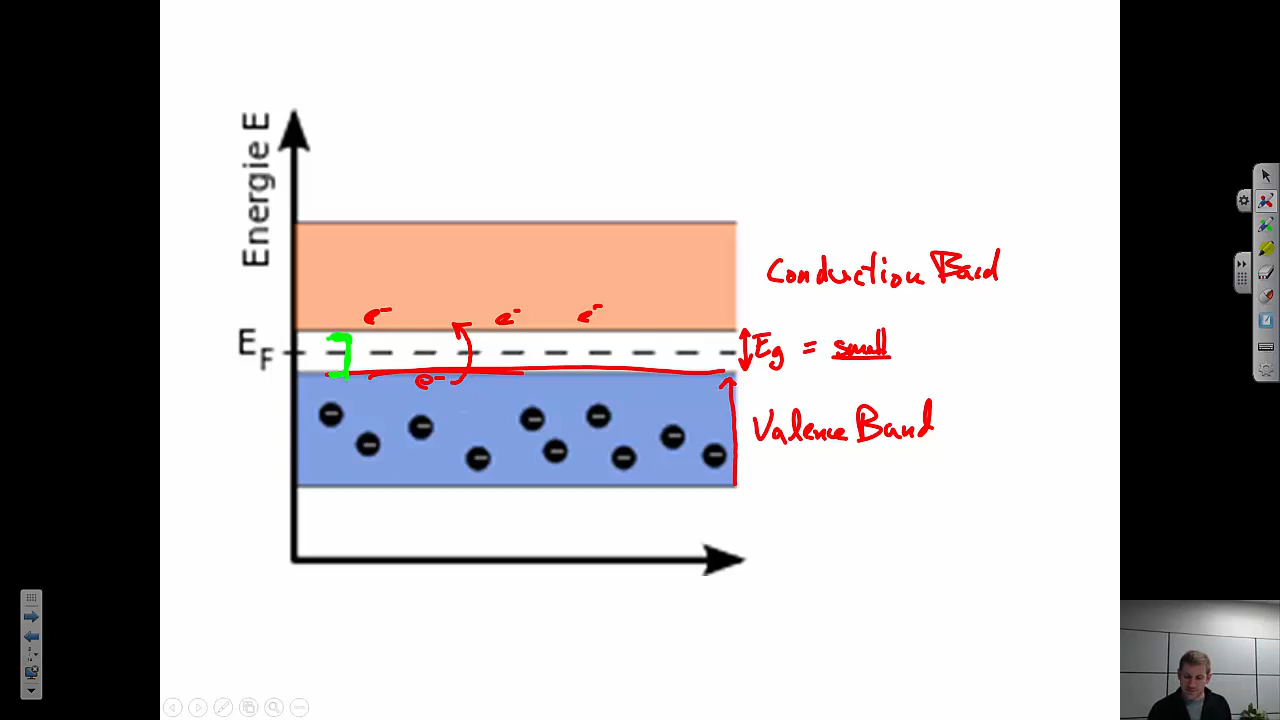 Energie E
Conduction Band
e⁻ e⁻ e⁻
E_F
Eg = small
e⁻
Valence Band